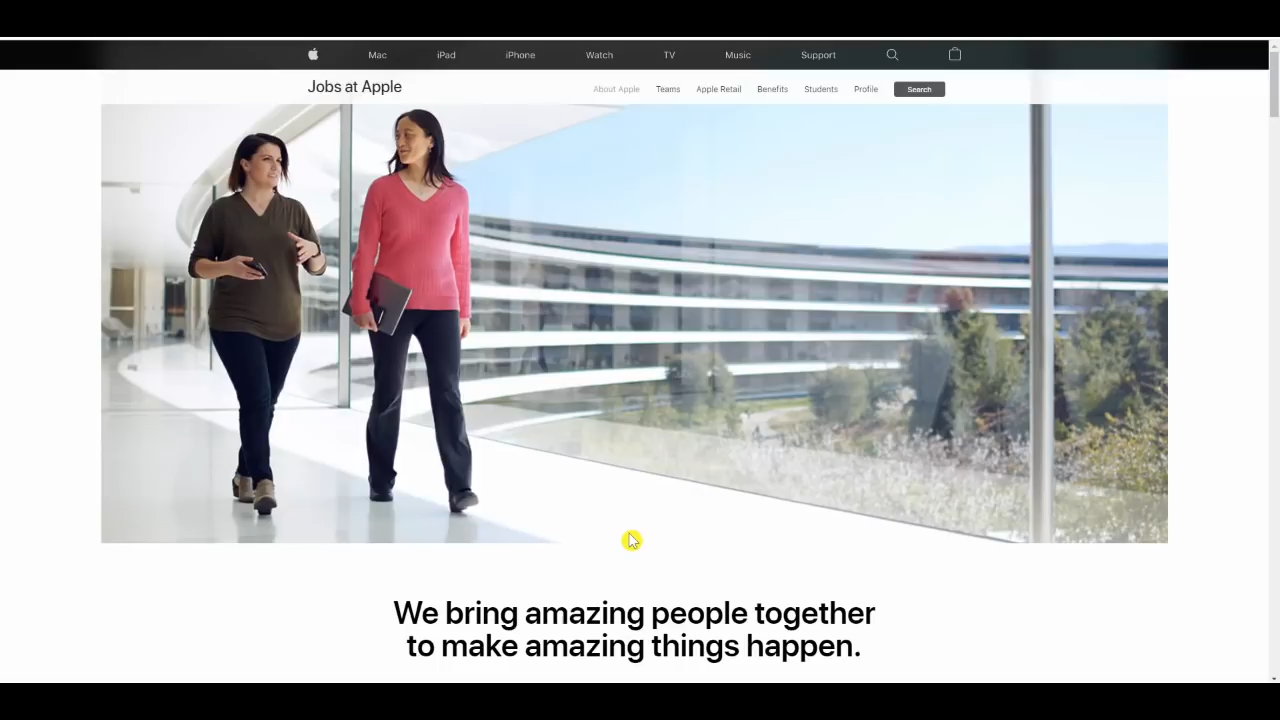 Mac iPad iPhone Watch TV Music Support
Jobs at Apple
About Apple Teams Apple Retail Benefits Students Profile Search
We bring amazing people together
to make amazing things happen.